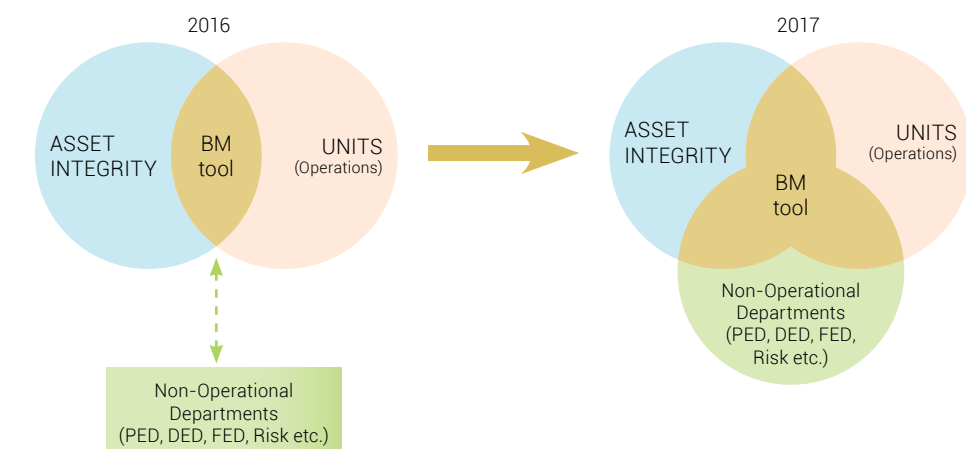 2016
ASSET
INTEGRITY
BM
tool
UNITS
(Operations)
Non-Operational
Departments
(PED, DED, FED, Risk etc.)
2017
ASSET
INTEGRITY
UNITS
(Operations)
BM
tool
Non-Operational
Departments
(PED, DED, FED,
Risk etc.)